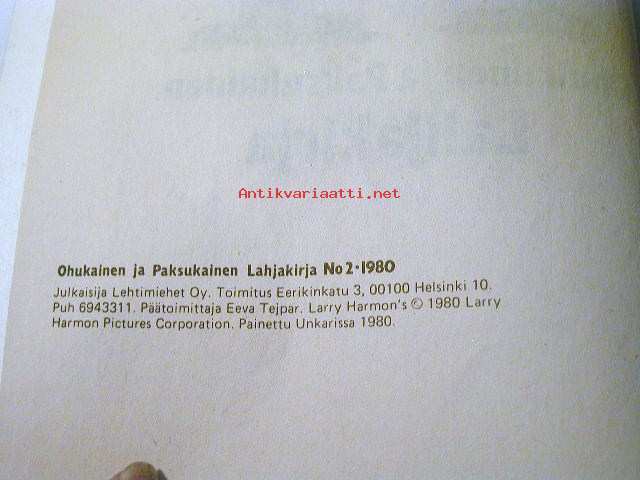 Antikvariaatti.net
Ohukainen ja Paksukainen Lahjakirja No 2·1980
Julkaisija Lehtimiehet Oy. Toimitus Eerikinkatu 3, 00100 Helsinki 10.
Puh 6943311. Päätoimittaja Eeva Tejpar. Larry Harmon's © 1980 Larry
Harmon Pictures Corporation. Painettu Unkarissa 1980.